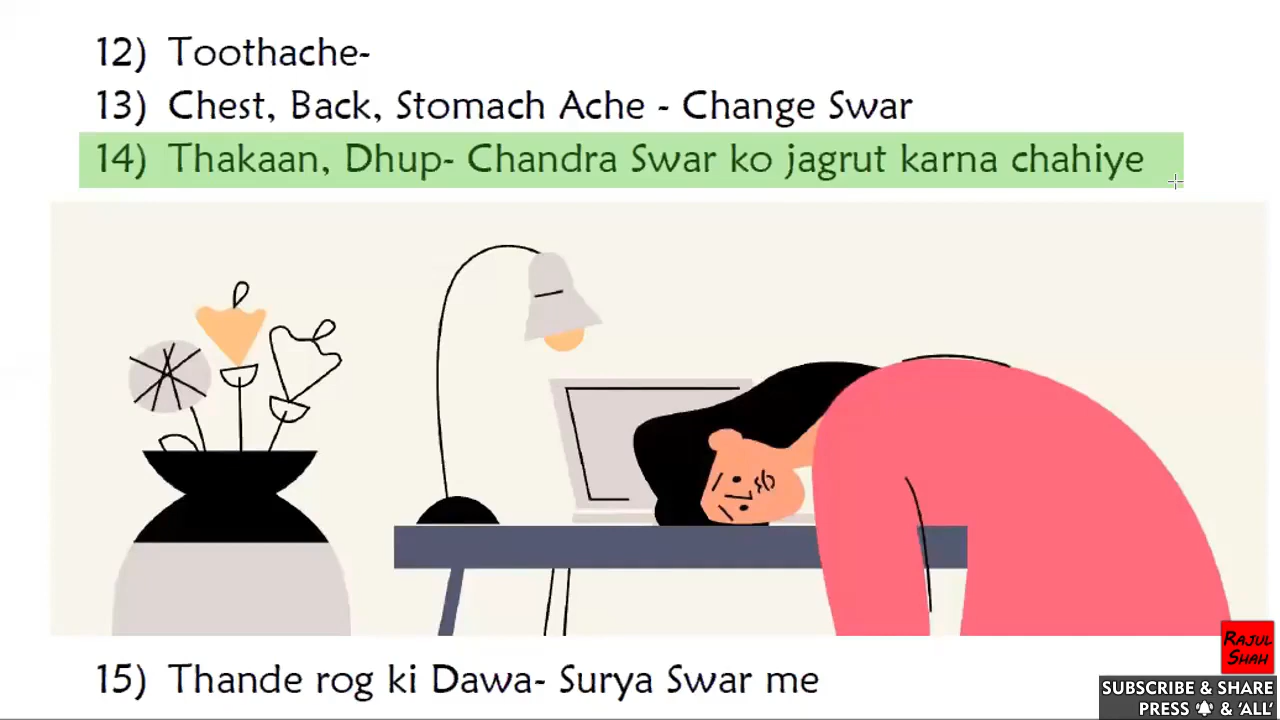 12) Toothache-
13) Chest, Back, Stomach Ache - Change Swar
14) Thakaan, Dhup- Chandra Swar ko jagrut karna chahiye
15) Thande rog ki Dawa- Surya Swar me
RAJUL
SHAH
SUBSCRIBE & SHARE
PRESS & 'ALL'